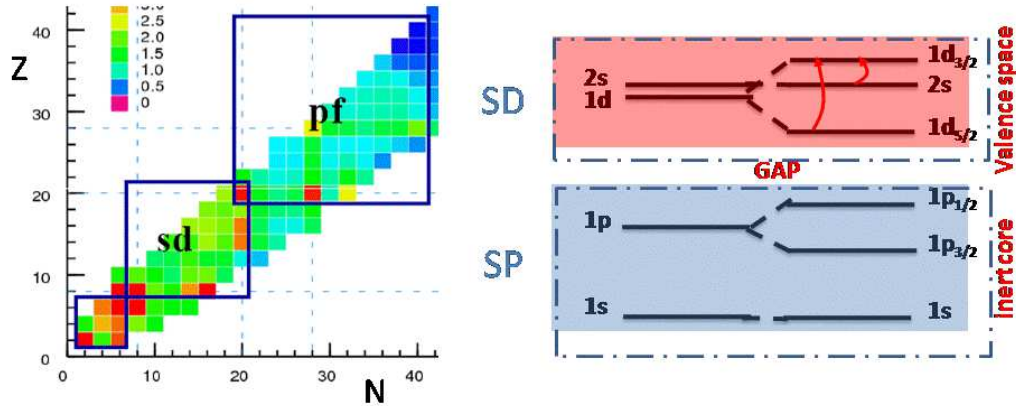 Z
40
30
20
10
0
2.5
2.0
1.5
1.0
0.5
0
pf
sd
0 10 20 30 40
N
SD
2s
1d
1d3/2
2s
1d5/2
Valence space
GAP
SP
1p
1s
1p1/2
1p3/2
1s
Inertcore